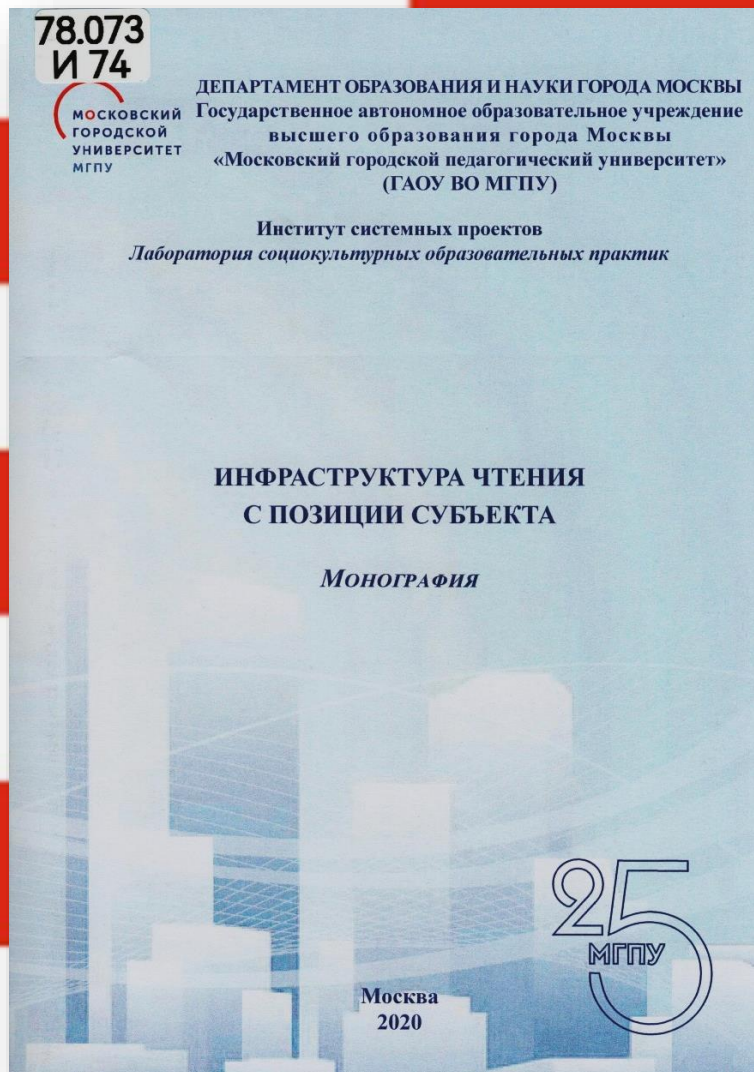 78.073
И 74
МОСКОВСКИЙ
ГОРОДСКОЙ
УНИВЕРСИТЕТ
МГПУ
ДЕПАРТАМЕНТ ОБРАЗОВАНИЯ И НАУКИ ГОРОДА МОСКВЫ
Государственное автономное образовательное учреждение
высшего образования города Москвы
«Московский городской педагогический университет»
(ГАОУ ВО МГПУ)
Институт системных проектов
Лаборатория социокультурных образовательных практик
ИНФРАСТРУКТУРА ЧТЕНИЯ
С ПОЗИЦИИ СУБЪЕКТА
МОНОГРАФИЯ
25
МГПУ
Москва
2020